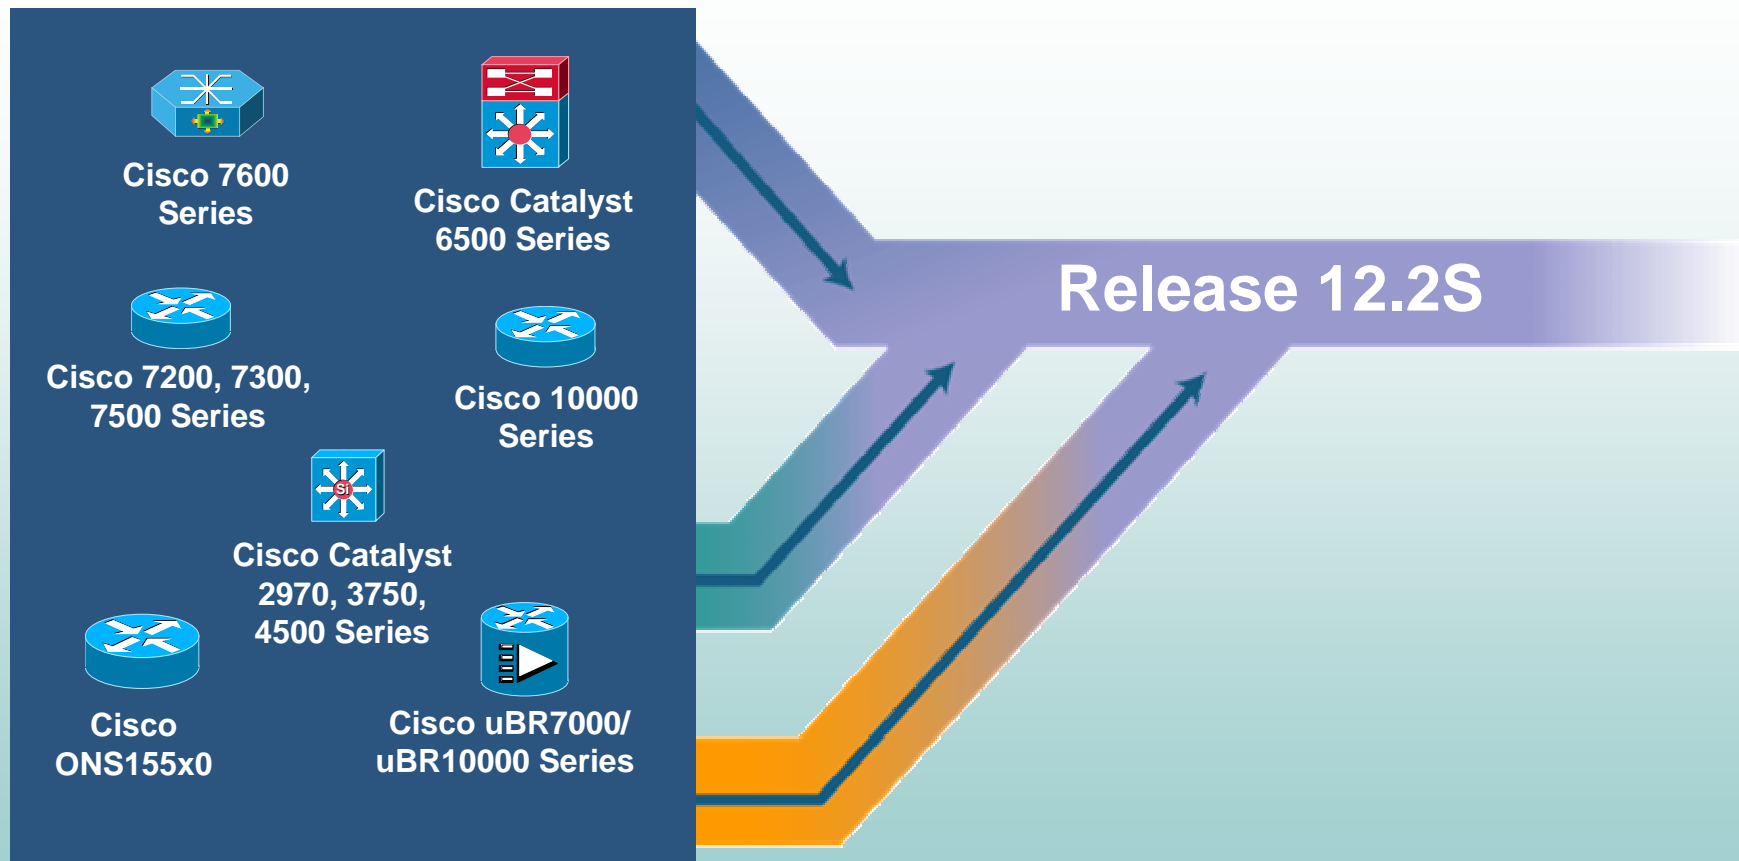 Cisco 7600
Series
Cisco Catalyst
6500 Series
Cisco 7200, 7300,
7500 Series
Cisco 10000
Series
Si
Cisco Catalyst
2970, 3750,
4500 Series
Cisco
ONS155x0
Cisco uBR7000/
uBR10000 Series
Release 12.2S